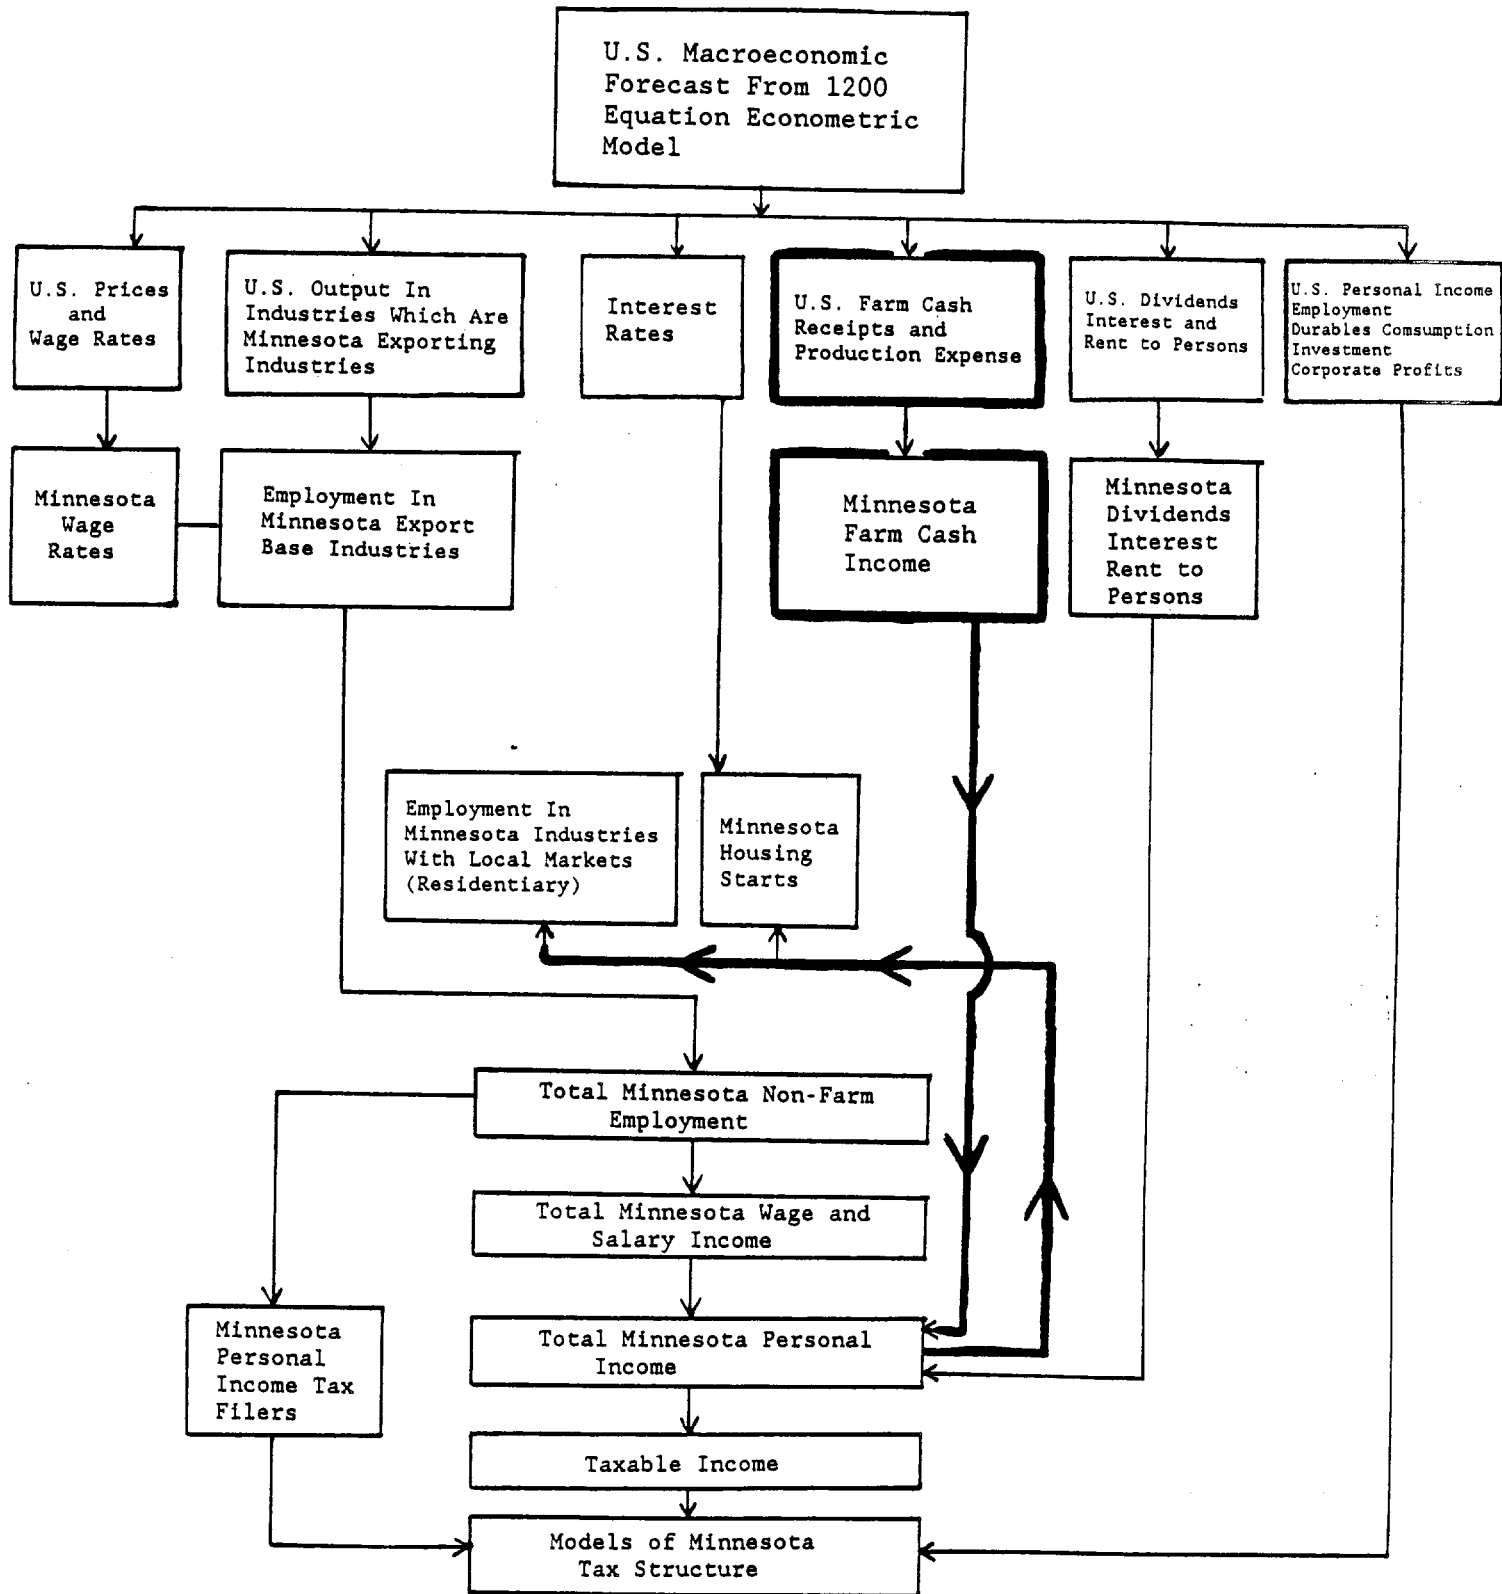 U.S. Macroeconomic
Forecast From 1200
Equation Econometric
Model
U.S. Prices
and
Wage Rates
U.S. Output In
Industries Which Are
Minnesota Exporting
Industries
Interest
Rates
U.S. Farm Cash
Receipts and
Production Expense
U.S. Dividends
Interest and
Rent to Persons
U.S. Personal Income
Employment
Durables Comsumption
Investment
Corporate Profits
Minnesota
Wage
Rates
Employment In
Minnesota Export
Base Industries
Minnesota
Farm Cash
Income
Minnesota
Dividends
Interest
Rent to
Persons
Employment In
Minnesota Industries
With Local Markets
(Residentiary)
Minnesota
Housing
Starts
Total Minnesota Non-Farm
Employment
Total Minnesota Wage and
Salary Income
Minnesota
Personal
Income Tax
Filers
Total Minnesota Personal
Income
Taxable Income
Models of Minnesota
Tax Structure